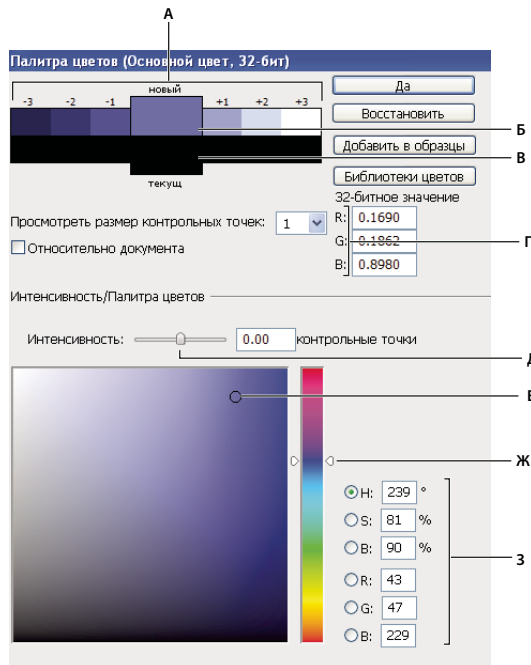 А
Палитра цветов (Основной цвет, 32-бит)
новый
-3 -2 -1 +1 +2 +3
текущ
Да
Восстановить
Добавить в образцы
Библиотеки цветов
Б
В
32-битное значение
Просмотреть размер контрольных точек: 1
R: 0.1690
G: 0.1862
B: 0.8980
Г
Относительно документа
Интенсивность/Палитра цветов
Интенсивность: 0.00 контрольные точки
Д
Е
Ж
H: 239 °
S: 81 %
B: 90 %
R: 43
G: 47
B: 229
З